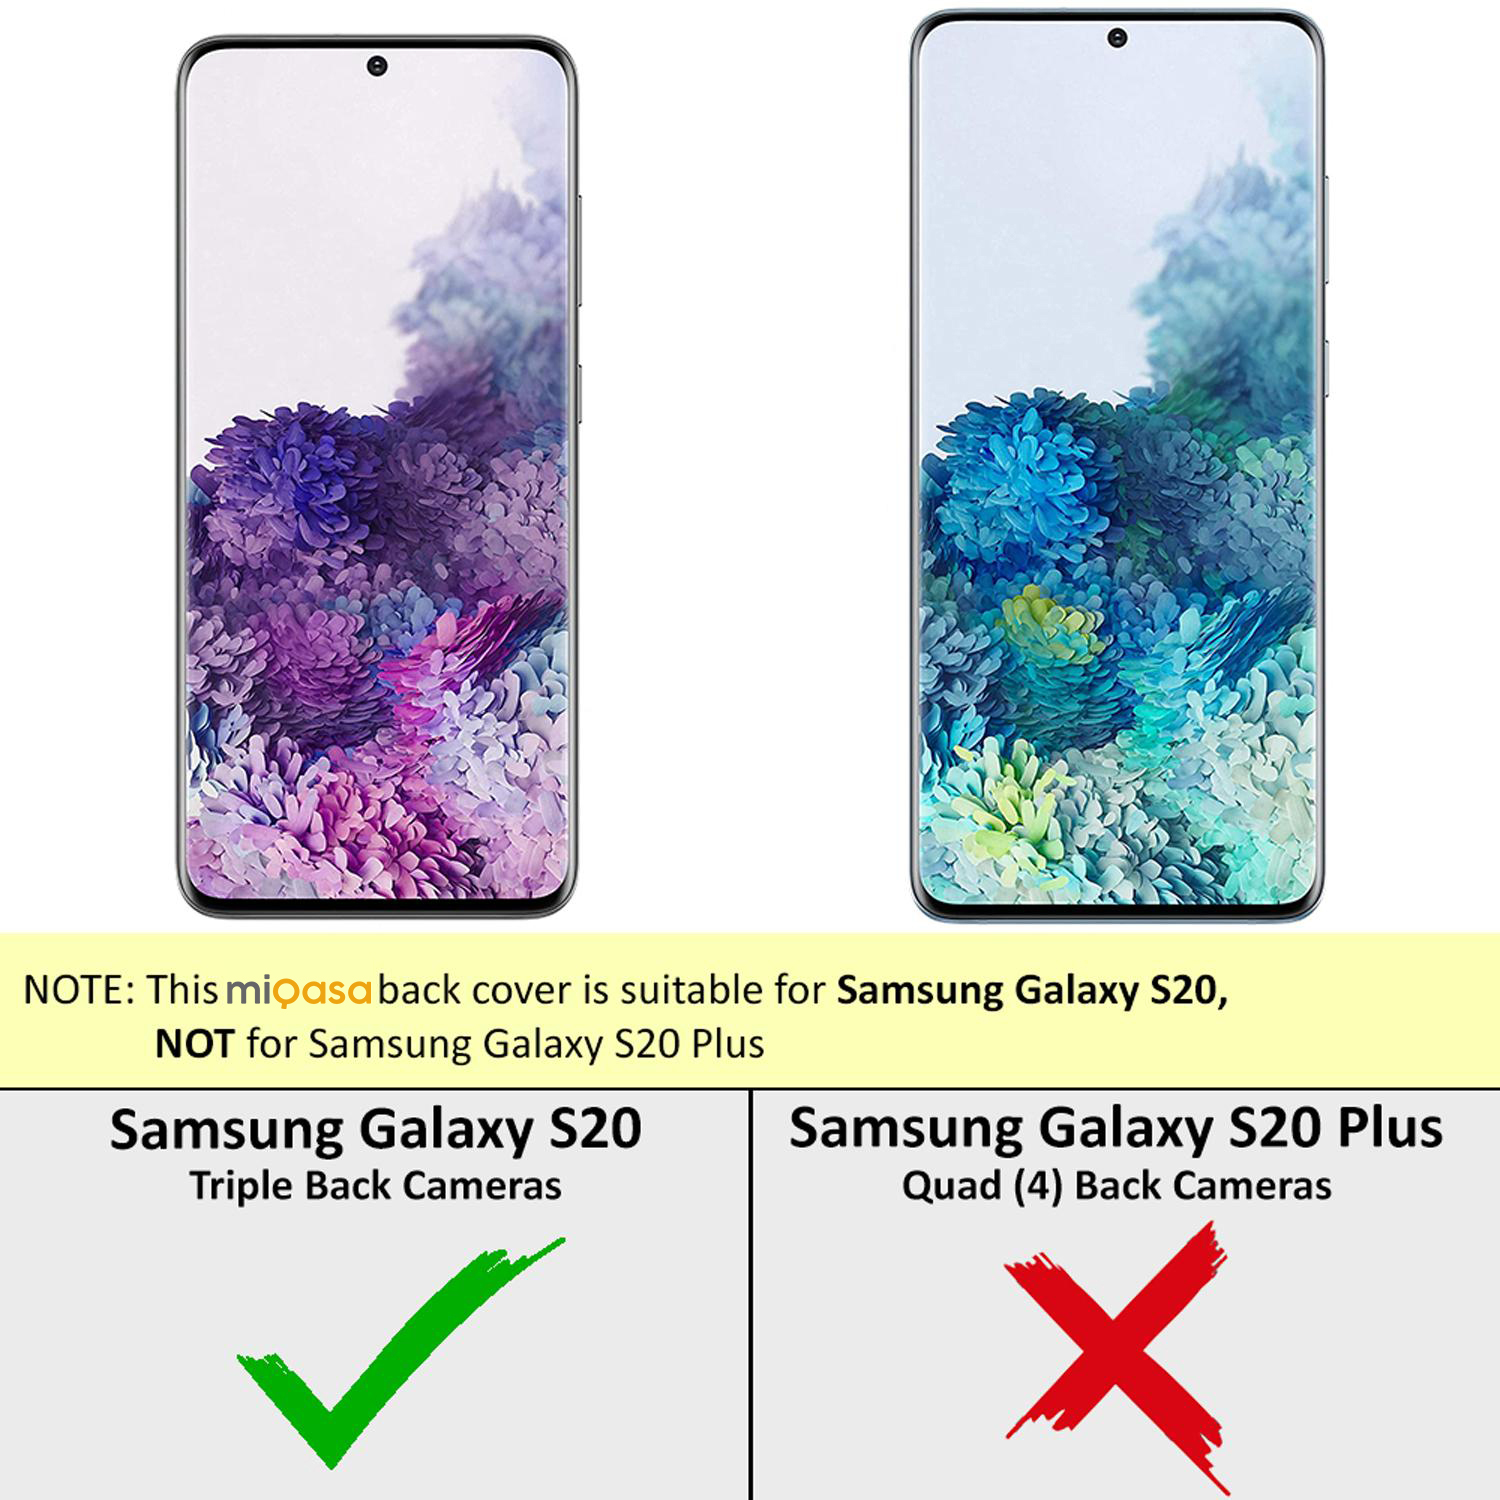 NOTE: This miQasa back cover is suitable for Samsung Galaxy S20,
NOT for Samsung Galaxy S20 Plus
Samsung Galaxy S20
Triple Back Cameras
Samsung Galaxy S20 Plus
Quad (4) Back Cameras